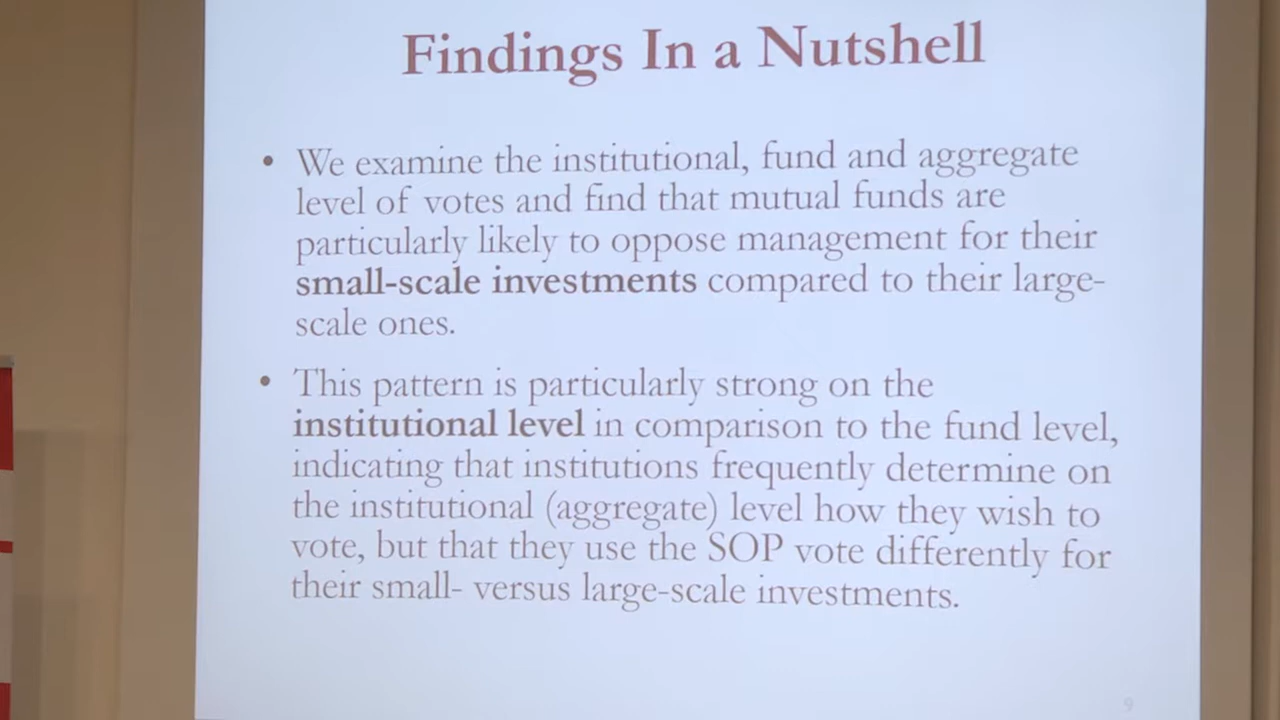 Findings In a Nutshell
• We examine the institutional, fund and aggregate
level of votes and find that mutual funds are
particularly likely to oppose management for their
small-scale investments compared to their large-
scale ones.
• This pattern is particularly strong on the
institutional level in comparison to the fund level,
indicating that institutions frequently determine on
the institutional (aggregate) level how they wish to
vote, but that they use the SOP vote differently for
their small- versus large-scale investments.
9